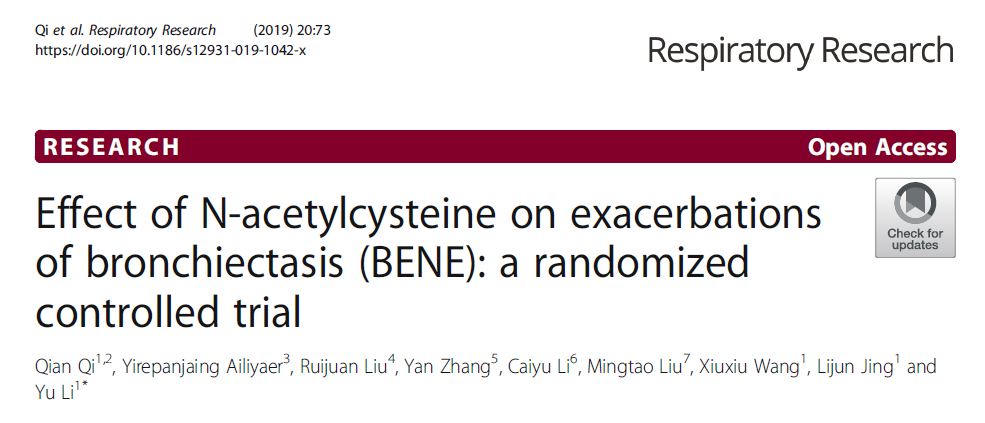 Qi et al. Respiratory Research (2019) 20:73
https://doi.org/10.1186/s12931-019-1042-x
Respiratory Research
RESEARCH Open Access
Effect of N-acetylcysteine on exacerbations
of bronchiectasis (BENE): a randomized
controlled trial
Check for
updates
Qian Qi1,2, Yirepanjaing Ailiyaer3, Ruijuan Liu4, Yan Zhang5, Caiyu Li6, Mingtao Liu7, Xiuxiu Wang1, Lijun Jing1 and
Yu Li1*